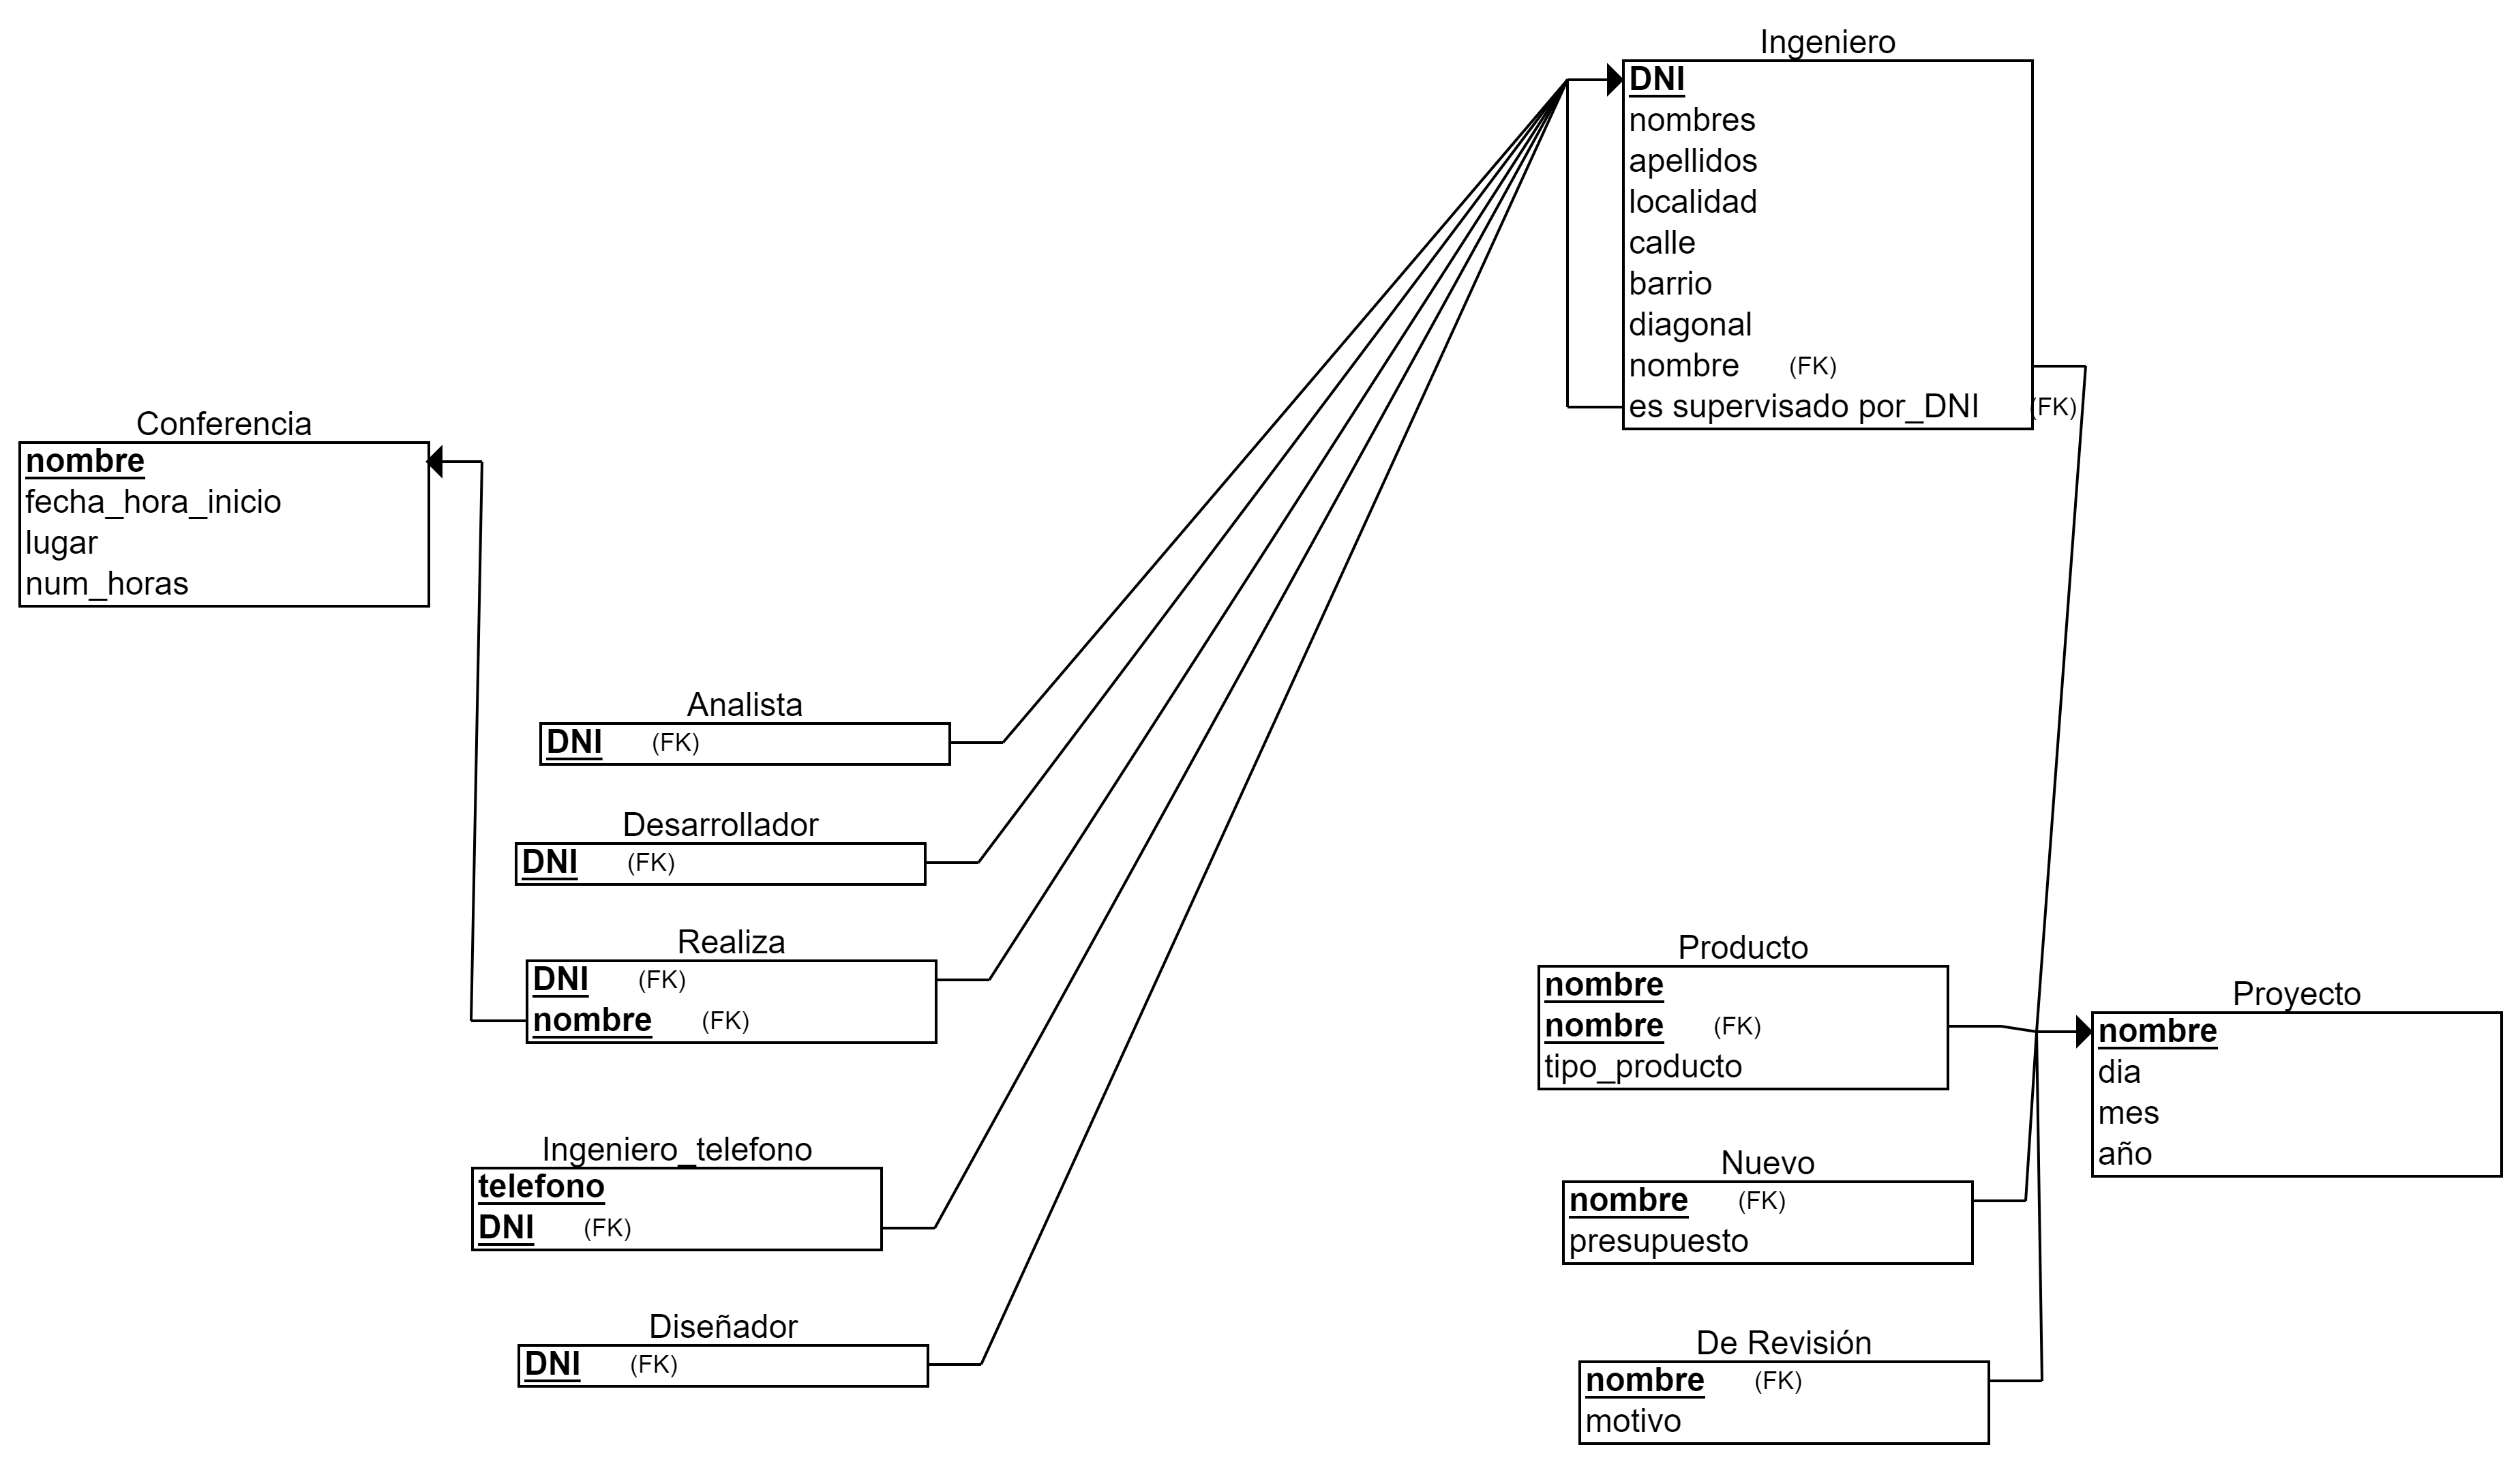 Ingeniero
DNI
nombres
apellidos
localidad
calle
barrio
diagonal
nombre (FK)
es supervisado por_DNI (FK)
Conferencia
nombre
fecha_hora_inicio
lugar
num_horas
Analista
DNI (FK)
Desarrollador
DNI (FK)
Realiza
DNI (FK)
nombre (FK)
Ingeniero_telefono
telefono
DNI (FK)
Diseñador
DNI (FK)
Producto
nombre
nombre (FK)
tipo_producto
Nuevo
nombre (FK)
presupuesto
De Revisión
nombre (FK)
motivo
Proyecto
nombre
dia
mes
año